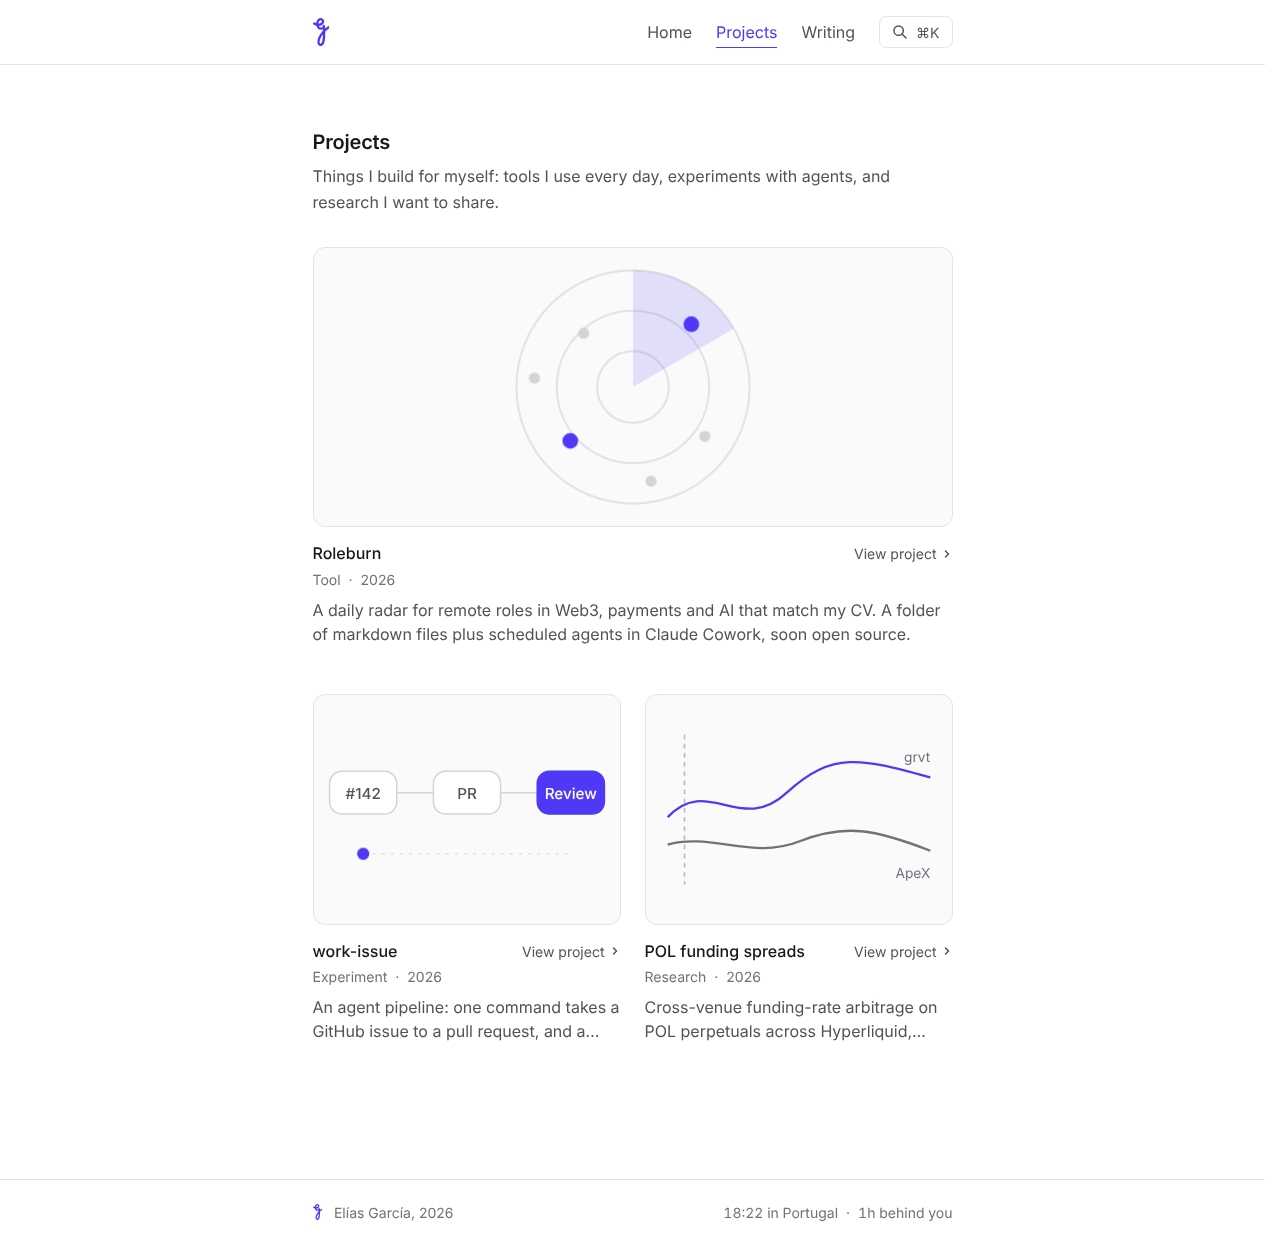 Home
Projects
Writing
⌘K
Projects
Things I build for myself: tools I use every day, experiments with agents, and
research I want to share.
Roleburn
View project
Tool · 2026
A daily radar for remote roles in Web3, payments and AI that match my CV. A folder
of markdown files plus scheduled agents in Claude Cowork, soon open source.
#142
PR
Review
work-issue
View project
Experiment · 2026
An agent pipeline: one command takes a
GitHub issue to a pull request, and a…
grvt
ApeX
POL funding spreads
View project
Research · 2026
Cross-venue funding-rate arbitrage on
POL perpetuals across Hyperliquid,…
Elías García, 2026
18:22 in Portugal · 1h behind you